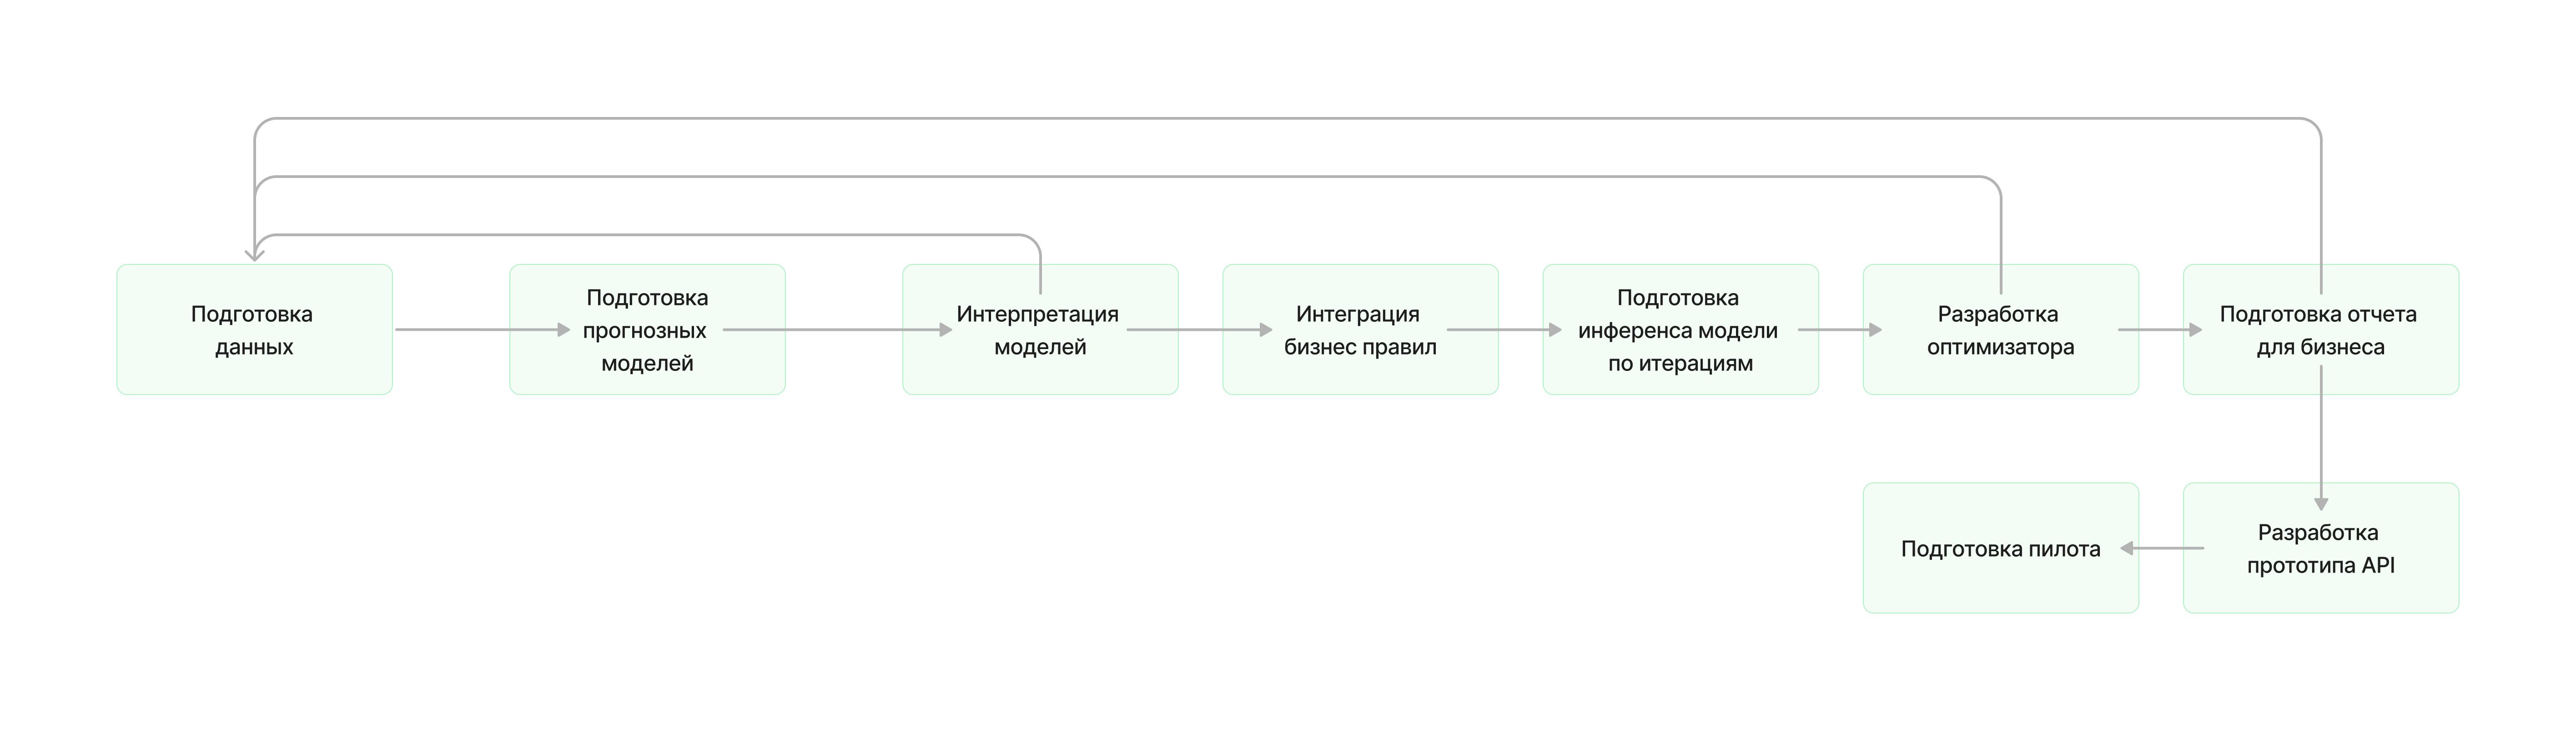 Подготовка
данных
Подготовка
прогнозных
моделей
Интерпретация
моделей
Интеграция
бизнес правил
Подготовка
инференса модели
по итерациям
Разработка
оптимизатора
Подготовка отчета
для бизнеса
Подготовка пилота
Разработка
прототипа API